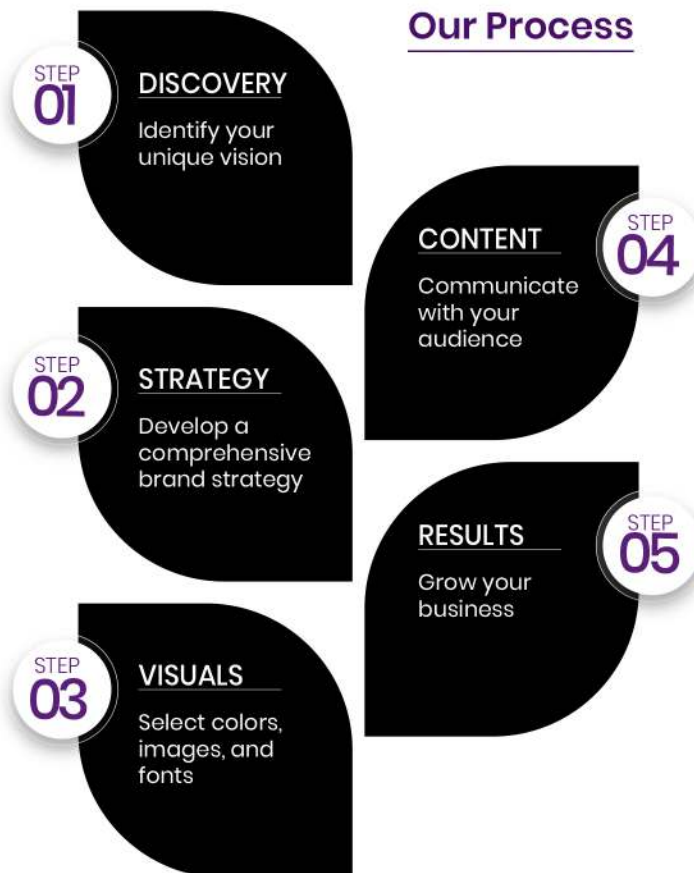 Our Process
STEP
01
DISCOVERY
Identify your
unique vision
STEP
02
STRATEGY
Develop a
comprehensive
brand strategy
STEP
03
VISUALS
Select colors,
images, and
fonts
STEP
04
CONTENT
Communicate
with your
audience
STEP
05
RESULTS
Grow your
business